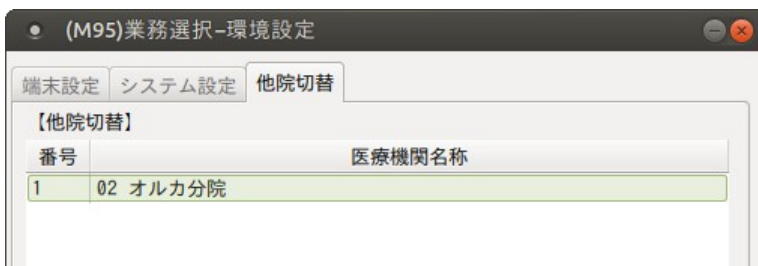 (M95)業務選択–環境設定
端末設定 システム設定 他院切替
【他院切替】
番号 医療機関名称
1 02 オルカ分院